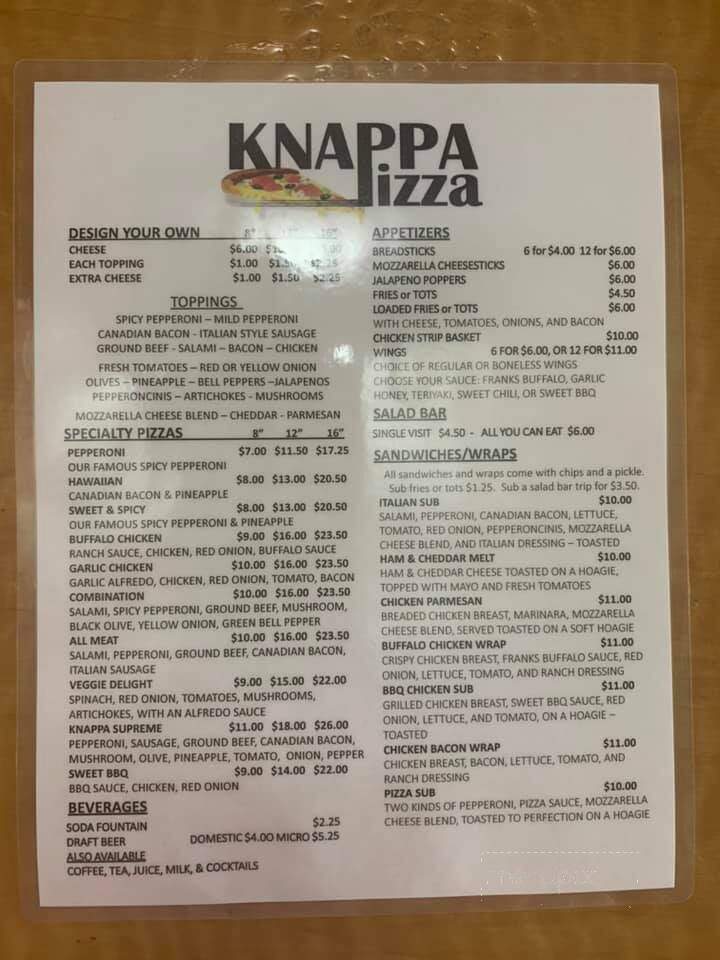 KNAPPA
Pizza
DESIGN YOUR OWN 8" 16"
CHEESE $6.00
EACH TOPPING $1.00 $2.25
EXTRA CHEESE $1.00 $1.50 $2.25
TOPPINGS
SPICY PEPPERONI – MILD PEPPERONI
CANADIAN BACON - ITALIAN STYLE SAUSAGE
GROUND BEEF - SALAMI – BACON – CHICKEN
FRESH TOMATOES – RED OR YELLOW ONION
OLIVES – PINEAPPLE – BELL PEPPERS –JALAPENOS
PEPPERONCINIS – ARTICHOKES - MUSHROOMS
MOZZARELLA CHEESE BLEND – CHEDDAR - PARMESAN
SPECIALTY PIZZAS 8" 12" 16"
PEPPERONI $7.00 $11.50 $17.25
OUR FAMOUS SPICY PEPPERONI
HAWAIIAN $8.00 $13.00 $20.50
CANADIAN BACON & PINEAPPLE
SWEET & SPICY $8.00 $13.00 $20.50
OUR FAMOUS SPICY PEPPERONI & PINEAPPLE
BUFFALO CHICKEN $9.00 $16.00 $23.50
RANCH SAUCE, CHICKEN, RED ONION, BUFFALO SAUCE
GARLIC CHICKEN $10.00 $16.00 $23.50
GARLIC ALFREDO, CHICKEN, RED ONION, TOMATO, BACON
COMBINATION $10.00 $16.00 $23.50
SALAMI, SPICY PEPPERONI, GROUND BEEF, MUSHROOM,
BLACK OLIVE, YELLOW ONION, GREEN BELL PEPPER
ALL MEAT $10.00 $16.00 $23.50
SALAMI, PEPPERONI, GROUND BEEF, CANADIAN BACON,
ITALIAN SAUSAGE
VEGGIE DELIGHT $9.00 $15.00 $22.00
SPINACH, RED ONION, TOMATOES, MUSHROOMS,
ARTICHOKES, WITH AN ALFREDO SAUCE
KNAPPA SUPREME $11.00 $18.00 $26.00
PEPPERONI, SAUSAGE, GROUND BEEF, CANADIAN BACON,
MUSHROOM, OLIVE, PINEAPPLE, TOMATO, ONION, PEPPER
SWEET BBQ $9.00 $14.00 $22.00
BBQ SAUCE, CHICKEN, RED ONION
BEVERAGES
SODA FOUNTAIN $2.25
DRAFT BEER DOMESTIC $4.00 MICRO $5.25
ALSO AVAILABLE
COFFEE, TEA, JUICE, MILK, & COCKTAILS
APPETIZERS
BREADSTICKS 6 for $4.00 12 for $6.00
MOZZARELLA CHEESESTICKS $6.00
JALAPENO POPPERS $6.00
FRIES or TOTS $4.50
LOADED FRIES or TOTS $6.00
WITH CHEESE, TOMATOES, ONIONS, AND BACON
CHICKEN STRIP BASKET $10.00
WINGS 6 FOR $6.00, OR 12 FOR $11.00
CHOICE OF REGULAR OR BONELESS WINGS
CHOOSE YOUR SAUCE: FRANKS BUFFALO, GARLIC
HONEY, TERIYAKI, SWEET CHILI, OR SWEET BBQ
SALAD BAR
SINGLE VISIT $4.50 - ALL YOU CAN EAT $6.00
SANDWICHES/WRAPS
All sandwiches and wraps come with chips and a pickle.
Sub fries or tots $1.25. Sub a salad bar trip for $3.50.
ITALIAN SUB $10.00
SALAMI, PEPPERONI, CANADIAN BACON, LETTUCE,
TOMATO, RED ONION, PEPPERONCINIS, MOZZARELLA
CHEESE BLEND, AND ITALIAN DRESSING – TOASTED
HAM & CHEDDAR MELT $10.00
HAM & CHEDDAR CHEESE TOASTED ON A HOAGIE,
TOPPED WITH MAYO AND FRESH TOMATOES
CHICKEN PARMESAN $11.00
BREADED CHICKEN BREAST, MARINARA, MOZZARELLA
CHEESE BLEND, SERVED TOASTED ON A SOFT HOAGIE
BUFFALO CHICKEN WRAP $11.00
CRISPY CHICKEN BREAST, FRANKS BUFFALO SAUCE, RED
ONION, LETTUCE, TOMATO, AND RANCH DRESSING
BBQ CHICKEN SUB $11.00
GRILLED CHICKEN BREAST, SWEET BBQ SAUCE, RED
ONION, LETTUCE, AND TOMATO, ON A HOAGIE –
TOASTED
CHICKEN BACON WRAP $11.00
CHICKEN BREAST, BACON, LETTUCE, TOMATO, AND
RANCH DRESSING
PIZZA SUB $10.00
TWO KINDS OF PEPPERONI, PIZZA SAUCE, MOZZARELLA
CHEESE BLEND, TOASTED TO PERFECTION ON A HOAGIE